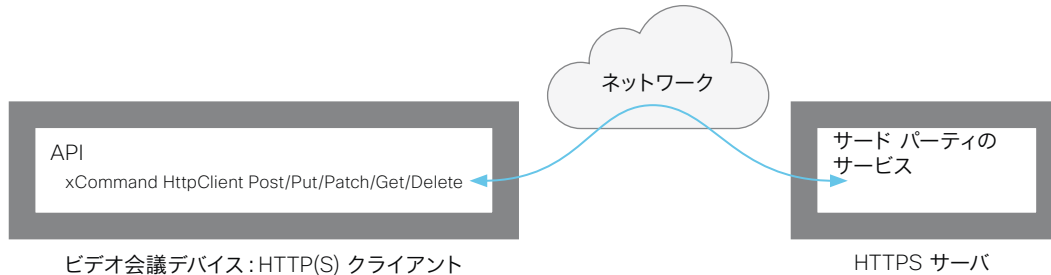 ネットワーク
API
xCommand HttpClient Post/Put/Patch/Get/Delete
サード パーティの
サービス
ビデオ会議デバイス：HTTP(S) クライアント
HTTPS サーバ